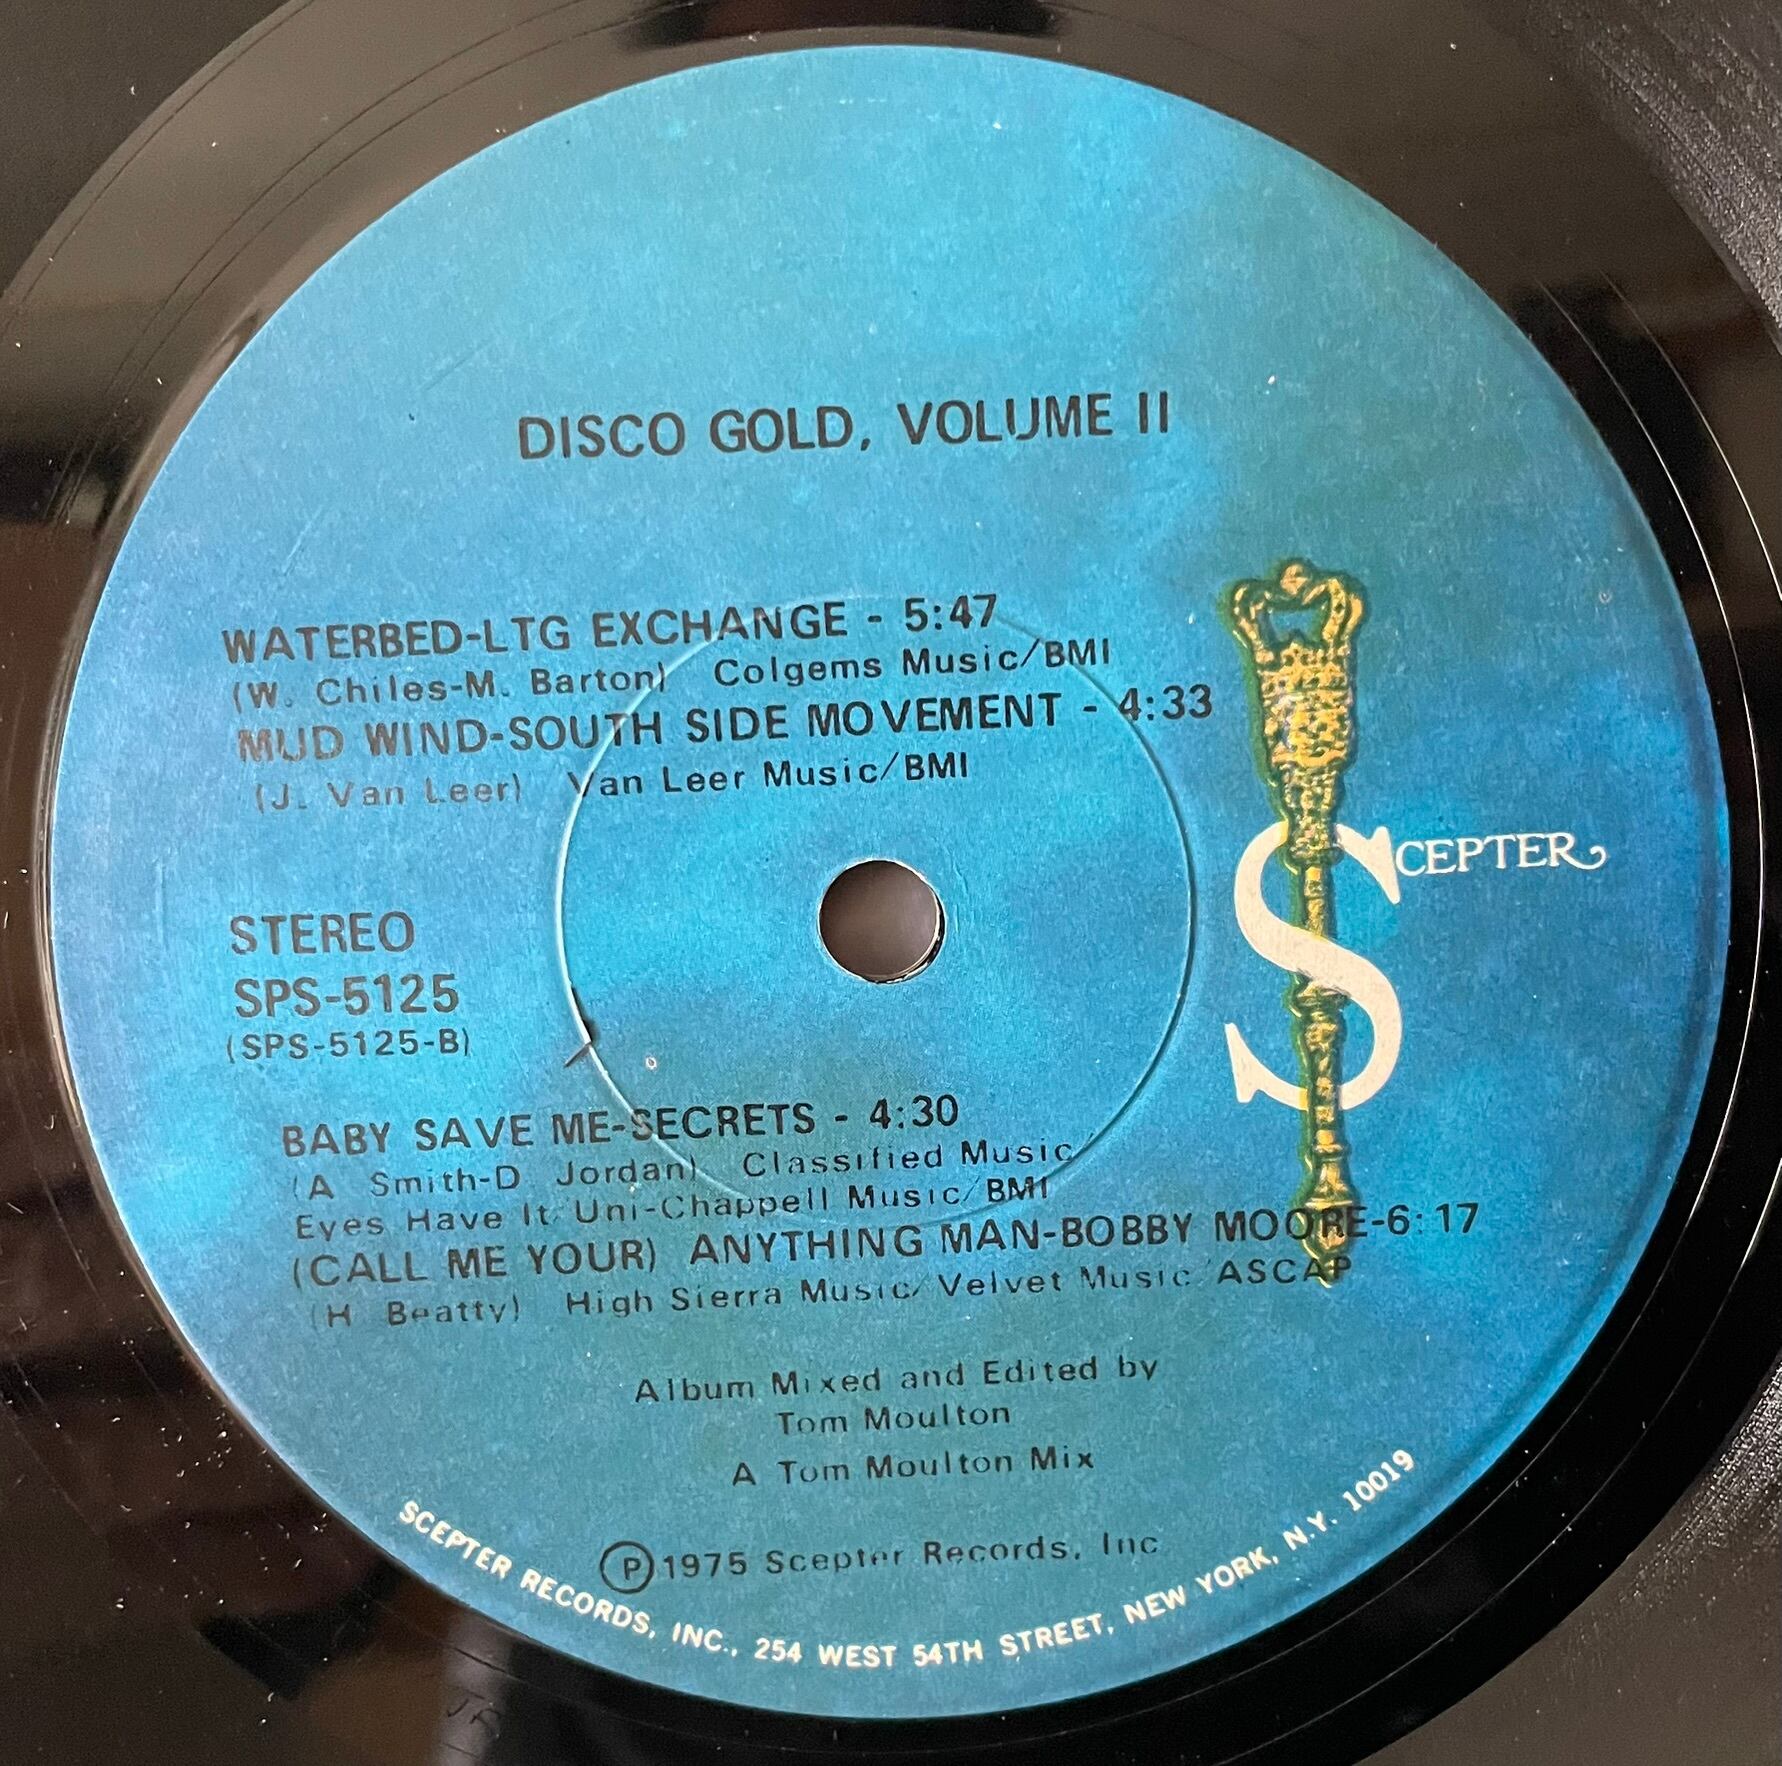 DISCO GOLD, VOLUME II
WATERBED-LTG EXCHANGE - 5:47
(W. Chiles-M. Barton) Colgems Music/BMI
MUD WIND-SOUTH SIDE MOVEMENT - 4:33
(J. Van Leer) Van Leer Music/BMI
SCEPTER
STEREO
SPS-5125
(SPS-5125-B)
BABY SAVE ME-SECRETS - 4:30
(A Smith-D Jordan) Classified Music/
Eyes Have It/Uni-Chappell Music/BMI
(CALL ME YOUR) ANYTHING MAN-BOBBY MOORE-6:17
(H Beatty) High Sierra Music/Velvet Music/ASCAP
Album Mixed and Edited by
Tom Moulton
A Tom Moulton Mix
Ⓟ1975 Scepter Records, Inc
SCEPTER RECORDS, INC., 254 WEST 54TH STREET, NEW YORK, N.Y. 10019